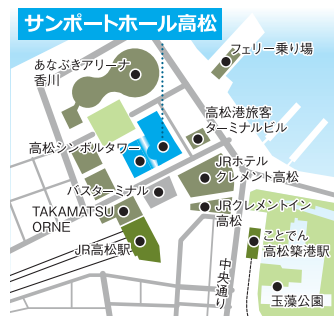 サンポートホール高松
フェリー乗り場
あなぶきアリーナ
香川
高松港旅客
ターミナルビル
高松シンボルタワー
JRホテル
クレメント高松
バスターミナル
TAKAMATSU
ORNE
JRクレメントイン
高松
JR高松駅
ことでん
高松築港駅
中央通り
玉藻公園